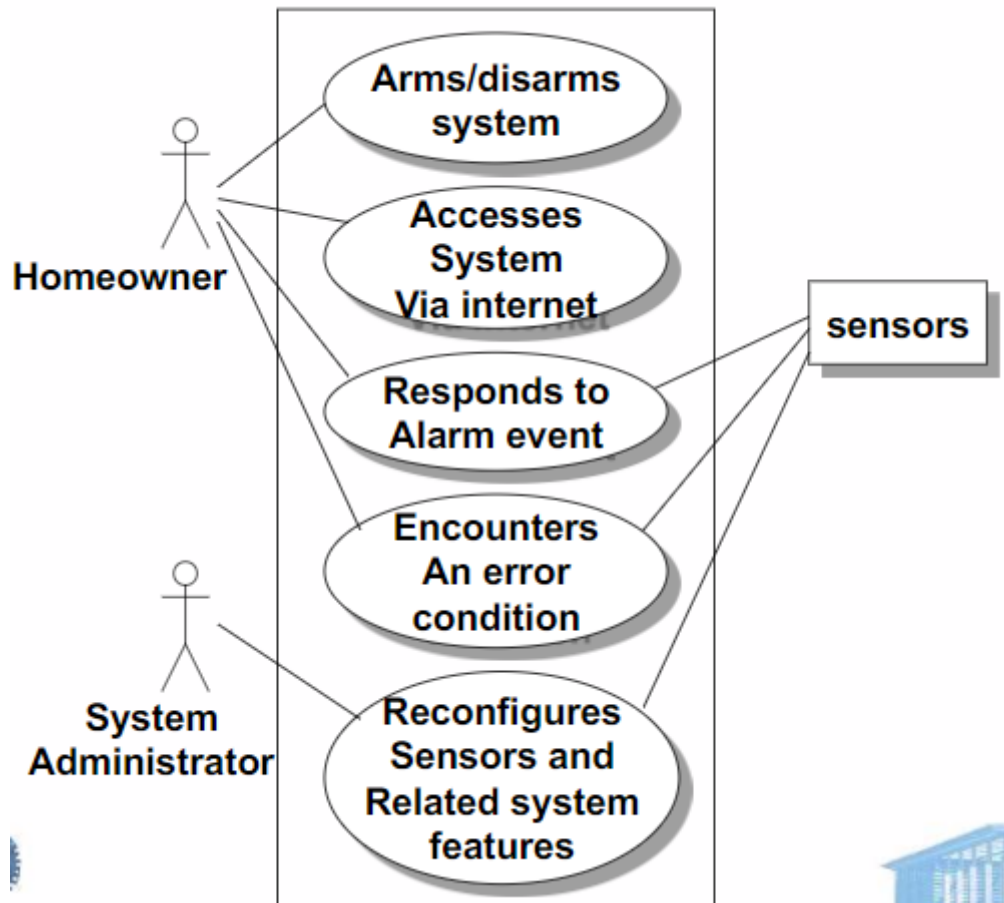 Arms/disarms
system
Homeowner
Accesses
System
Via internet
sensors
Responds to
Alarm event
Encounters
An error
condition
System
Administrator
Reconfigures
Sensors and
Related system
features